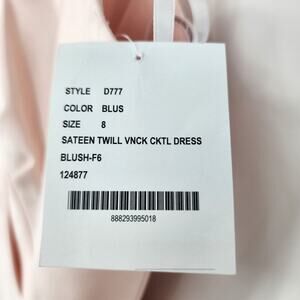 STYLE D777
COLOR BLUS
SIZE 8
SATEEN TWILL VNCK CKTL DRESS
BLUSH-F6
124877
888293995018